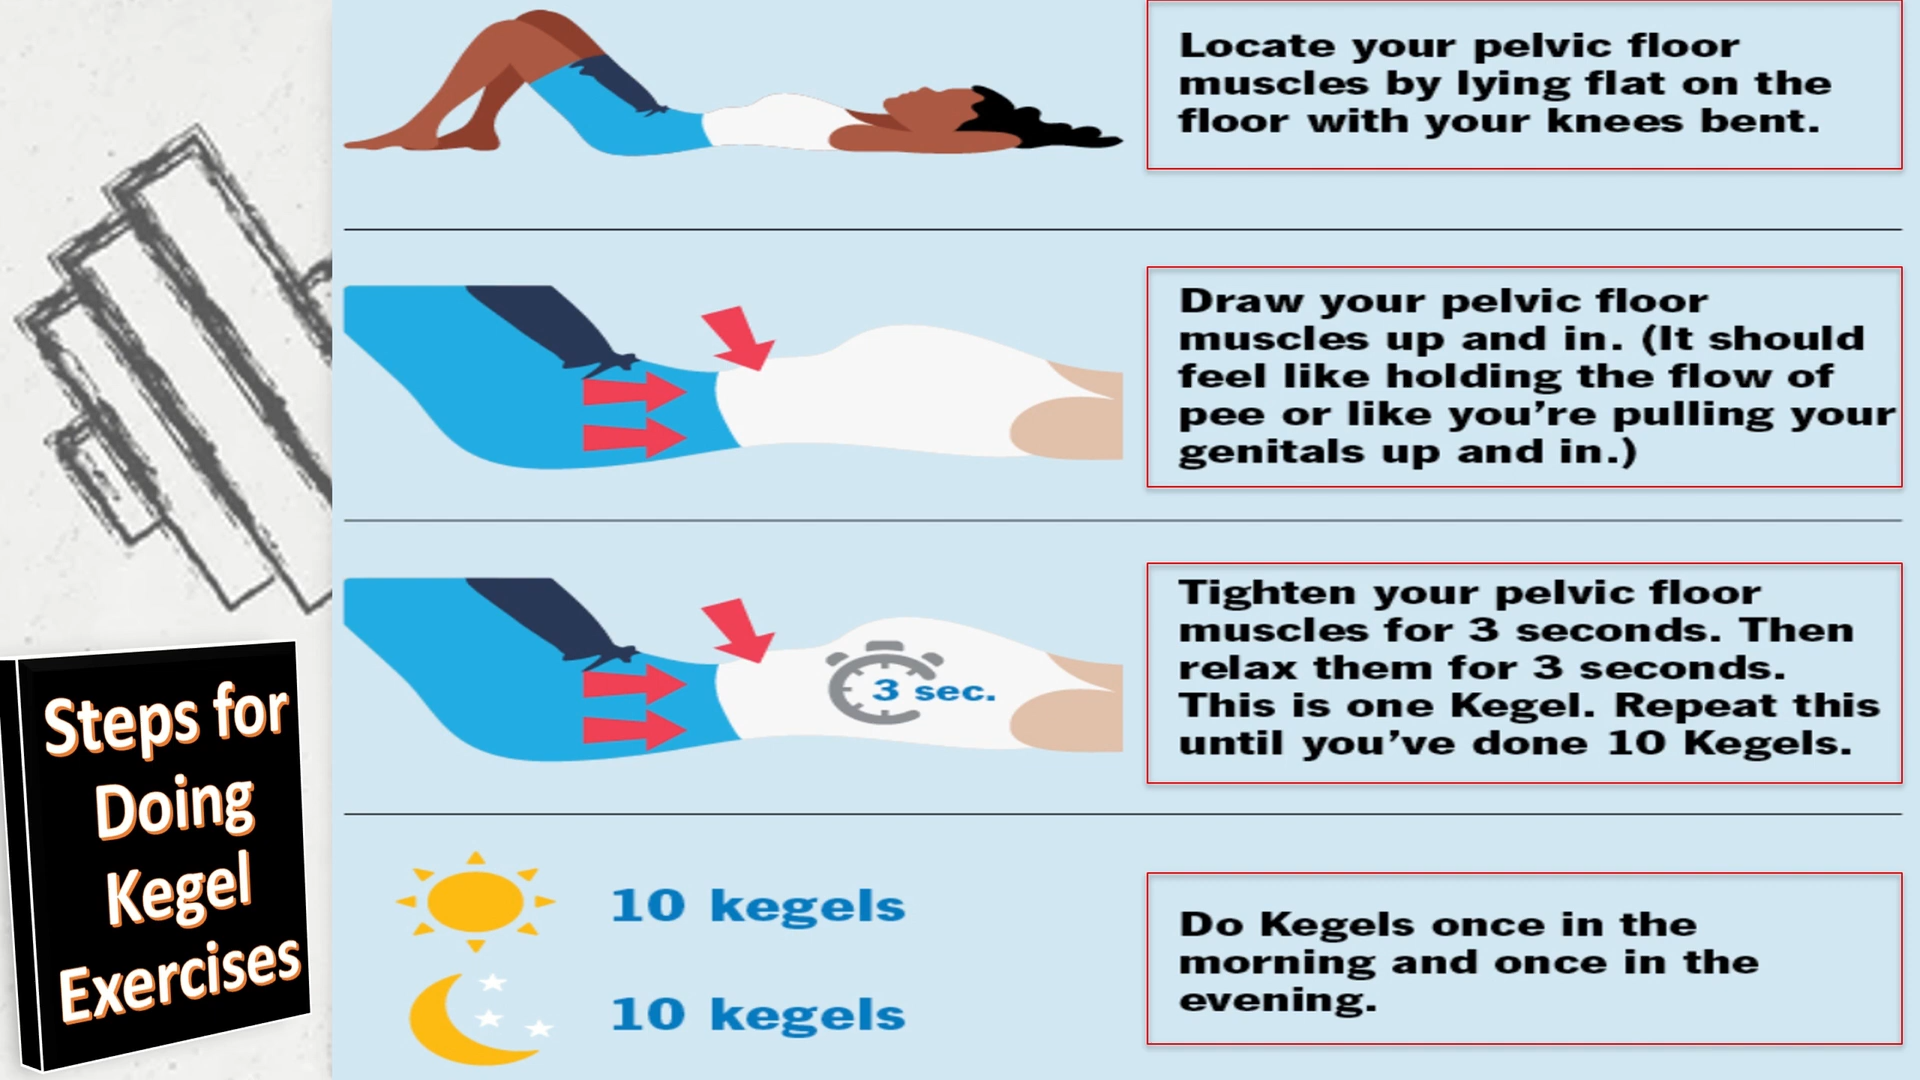 Steps for
Doing
Kegel
Exercises
Locate your pelvic floor
muscles by lying flat on the
floor with your knees bent.
Draw your pelvic floor
muscles up and in. (It should
feel like holding the flow of
pee or like you’re pulling your
genitals up and in.)
3 sec.
Tighten your pelvic floor
muscles for 3 seconds. Then
relax them for 3 seconds.
This is one Kegel. Repeat this
until you’ve done 10 Kegels.
10 kegels
10 kegels
Do Kegels once in the
morning and once in the
evening.